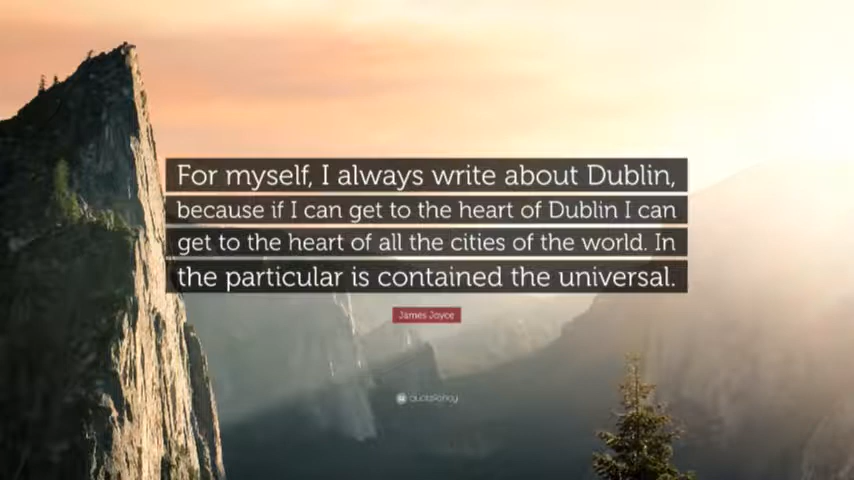 For myself, I always write about Dublin,
because if I can get to the heart of Dublin I can
get to the heart of all the cities of the world. In
the particular is contained the universal.
James Joyce
quotefancy